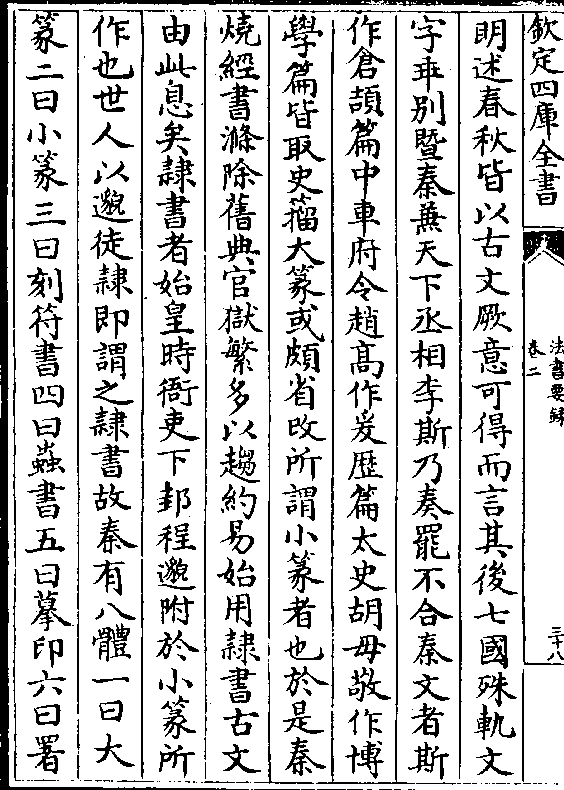 欽定四庫全書
法書要録
卷二
三十八
明述春秋皆以古文厥意可得而言其後七國殊軌文
字乖别暨秦兼天下丞相李斯乃奏罷不合秦文者斯
作倉頡篇中車府令趙高作爰歴篇太史胡毋敬作博
學篇皆取史籀大篆或頗省改所謂小篆者也於是秦
燒經書滌除舊典官獄繁多以趨約易始用隷書古文
由此息矣隷書者始皇時衙吏下邽程邈附於小篆所
作也世人以邈徒隷即謂之隷書故秦有八體一曰大
篆二曰小篆三曰刻符書四曰蟲書五曰摹印六曰署